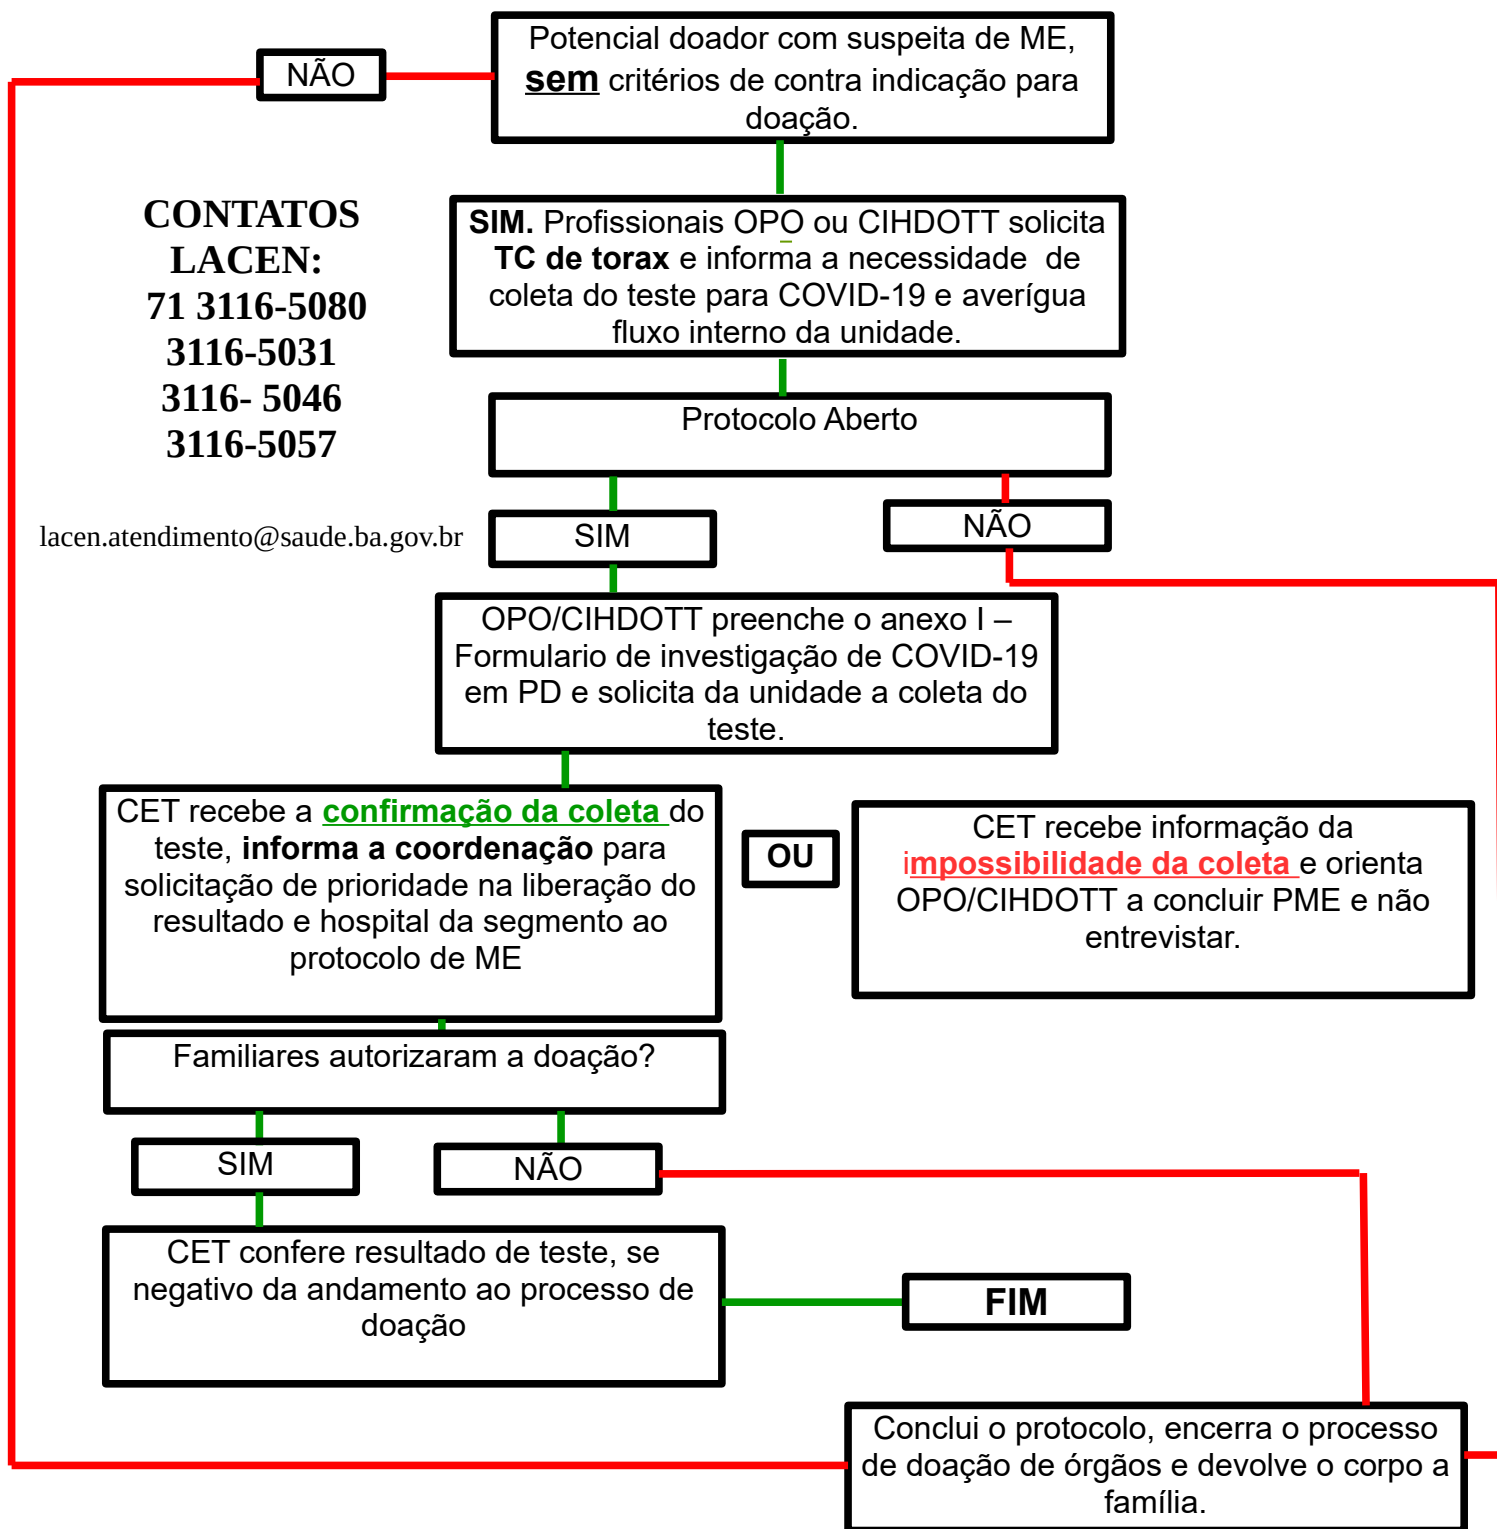 NÃO
Potencial doador com suspeita de ME,
sem critérios de contra indicação para
doação.
CONTATOS
LACEN:
71 3116-5080
3116-5031
3116- 5046
3116-5057
lacen.atendimento@saude.ba.gov.br
SIM. Profissionais OPO ou CIHDOTT solicita
TC de torax e informa a necessidade  de
coleta do teste para COVID-19 e averígua
fluxo interno da unidade.
Protocolo Aberto
SIM
NÃO
OPO/CIHDOTT preenche o anexo I –
Formulario de investigação de COVID-19
em PD e solicita da unidade a coleta do
teste.
CET recebe a confirmação da coleta do
teste, informa a coordenação para
solicitação de prioridade na liberação do
resultado e hospital da segmento ao
protocolo de ME
OU
CET recebe informação da
impossibilidade da coleta e orienta
OPO/CIHDOTT a concluir PME e não
entrevistar.
Familiares autorizaram a doação?
SIM
NÃO
CET confere resultado de teste, se
negativo da andamento ao processo de
doação
FIM
Conclui o protocolo, encerra o processo
de doação de órgãos e devolve o corpo a
família.